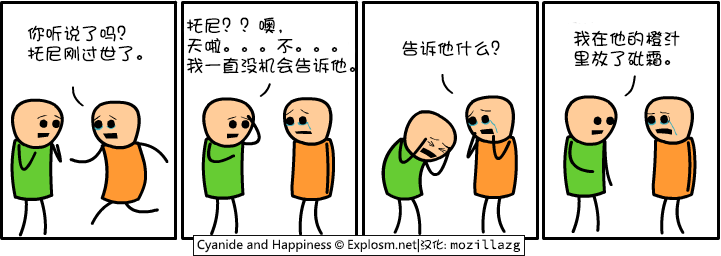 你听说了吗?
托尼刚过世了。
托尼？？噢，
天啦。。。不。。。
我一直没机会告诉他。
告诉他什么?
我在他的橙汁
里放了砒霜。
Cyanide and Happiness © Explosm.net|汉化: mozillazg